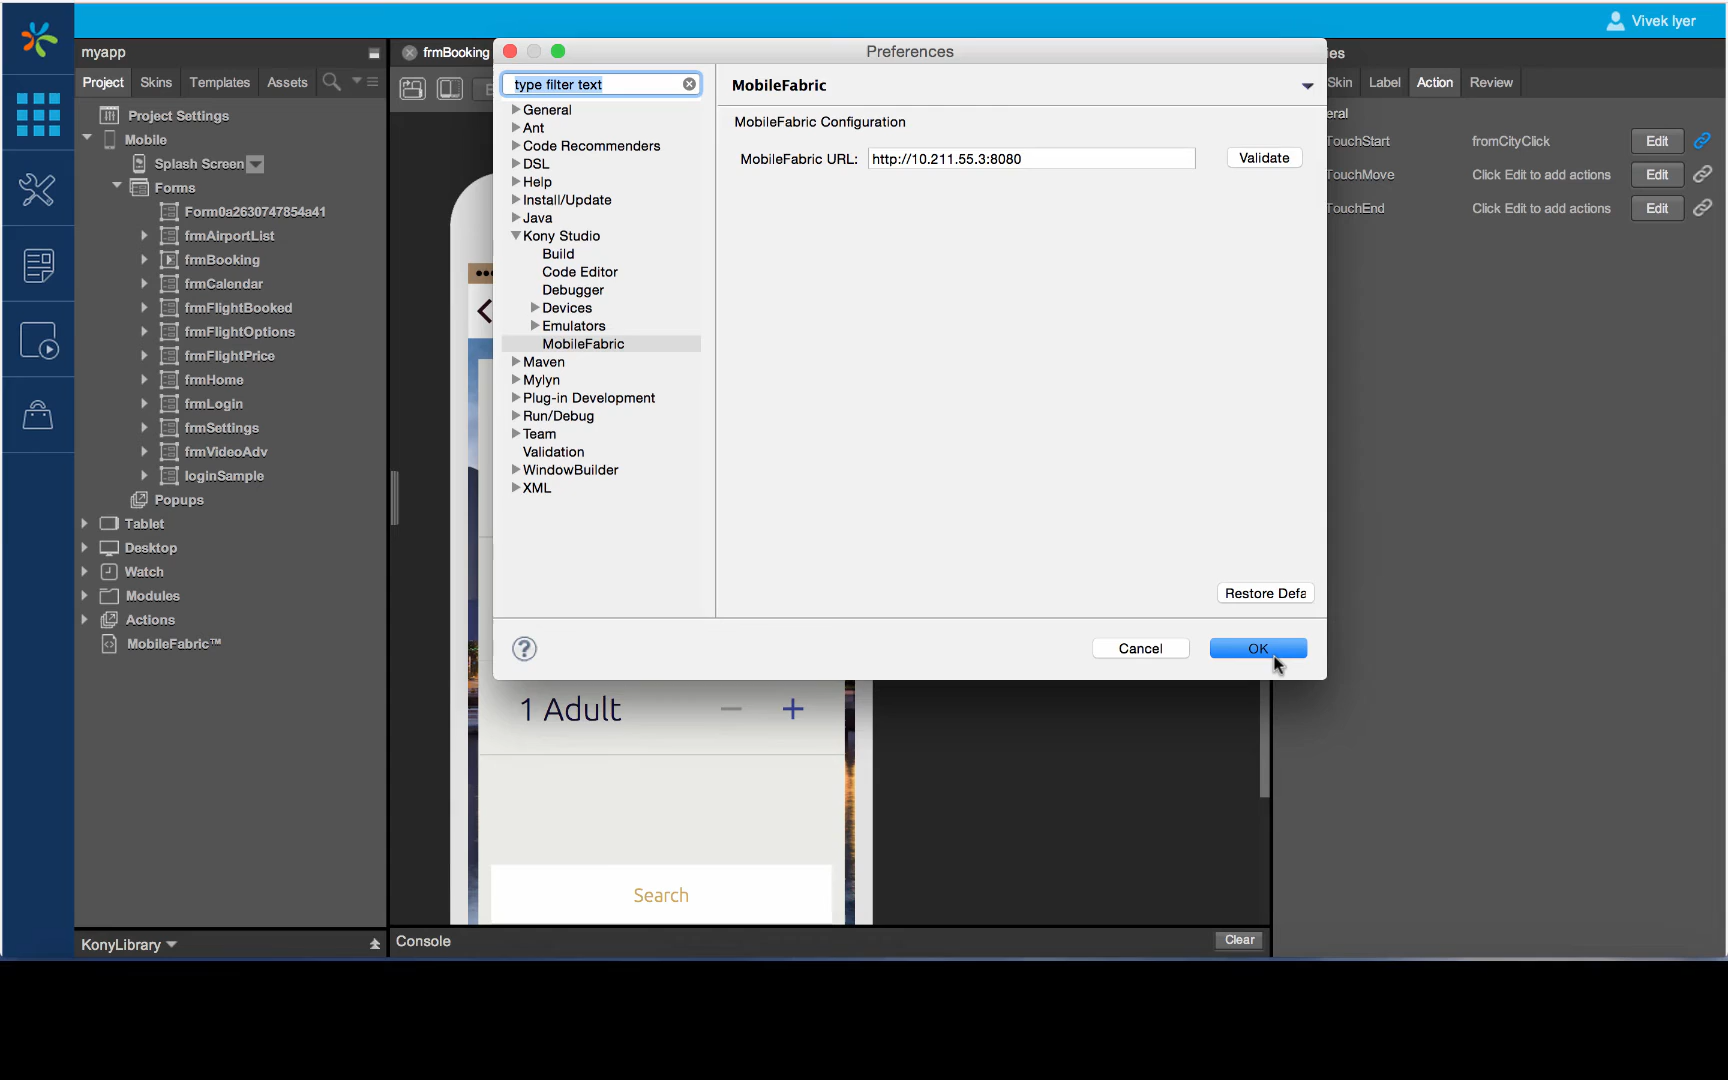 Vivek Iyer
myapp
Project Skins Templates Assets
Project Settings
Mobile
Splash Screen
Forms
Form0a2630747854a41
frmAirportList
frmBooking
frmCalendar
frmFlightBooked
frmFlightOptions
frmFlightPrice
frmHome
frmLogin
frmSettings
frmVideoAdv
loginSample
Popups
Tablet
Desktop
Watch
Modules
Actions
MobileFabric™
KonyLibrary
frmBooking
Preferences
type filter text
General
Ant
Code Recommenders
DSL
Help
Install/Update
Java
Kony Studio
Build
Code Editor
Debugger
Devices
Emulators
MobileFabric
Maven
Mylyn
Plug-in Development
Run/Debug
Team
Validation
WindowBuilder
XML
MobileFabric
MobileFabric Configuration
MobileFabric URL: http://10.211.55.3:8080 Validate
Restore Defa
Cancel OK
1 Adult
Search
Console Clear
ies
Skin Label Action Review
eral
TouchStart fromCityClick Edit
TouchMove Click Edit to add actions Edit
TouchEnd Click Edit to add actions Edit